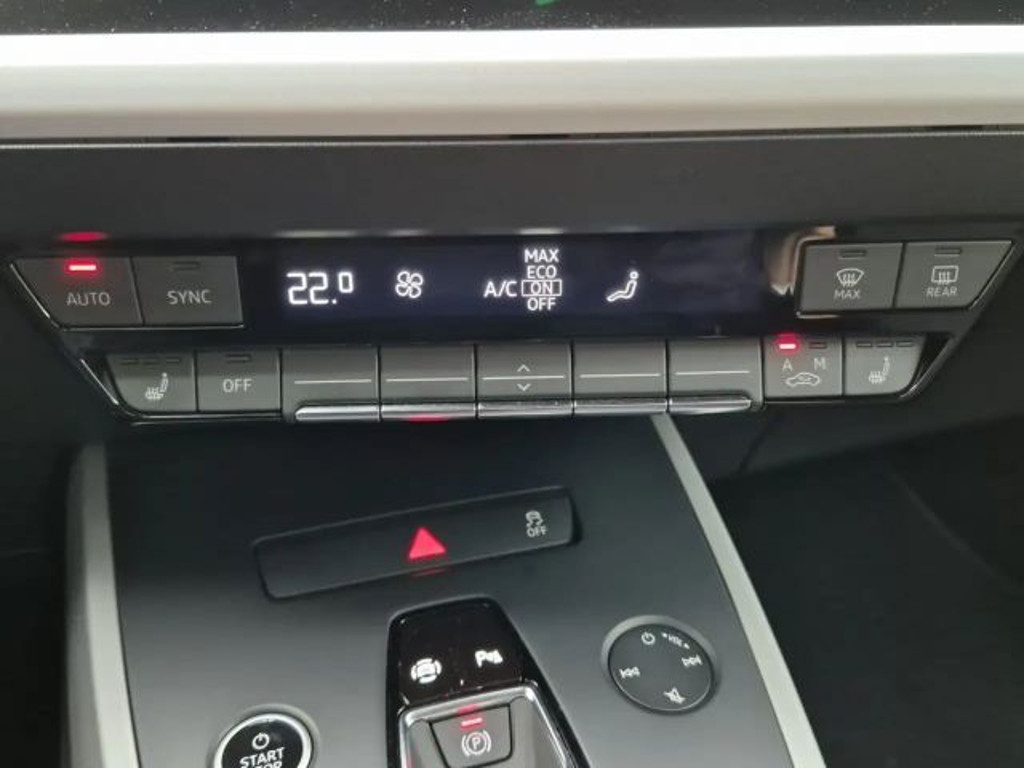 AUTO
SYNC
22.0
A/C
MAX
ECO
ON
OFF
MAX
REAR
OFF
A M
OFF
P
P
START